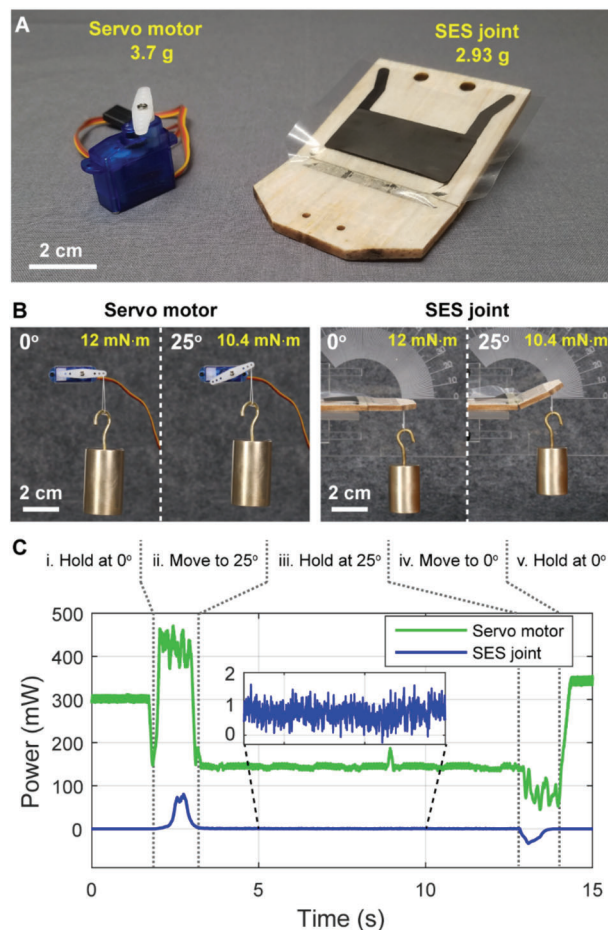 A
Servo motor
3.7 g
SES joint
2.93 g
2 cm
B
Servo motor
SES joint
0° 12 mN·m
25° 10.4 mN·m
0° 12 mN·m
25° 10.4 mN·m
2 cm
2 cm
C
i. Hold at 0° ii. Move to 25° iii. Hold at 25° iv. Move to 0° v. Hold at 0°
500
400
300
200
100
0
Power (mW)
Servo motor
SES joint
2
1
0
0 5 10 15
Time (s)